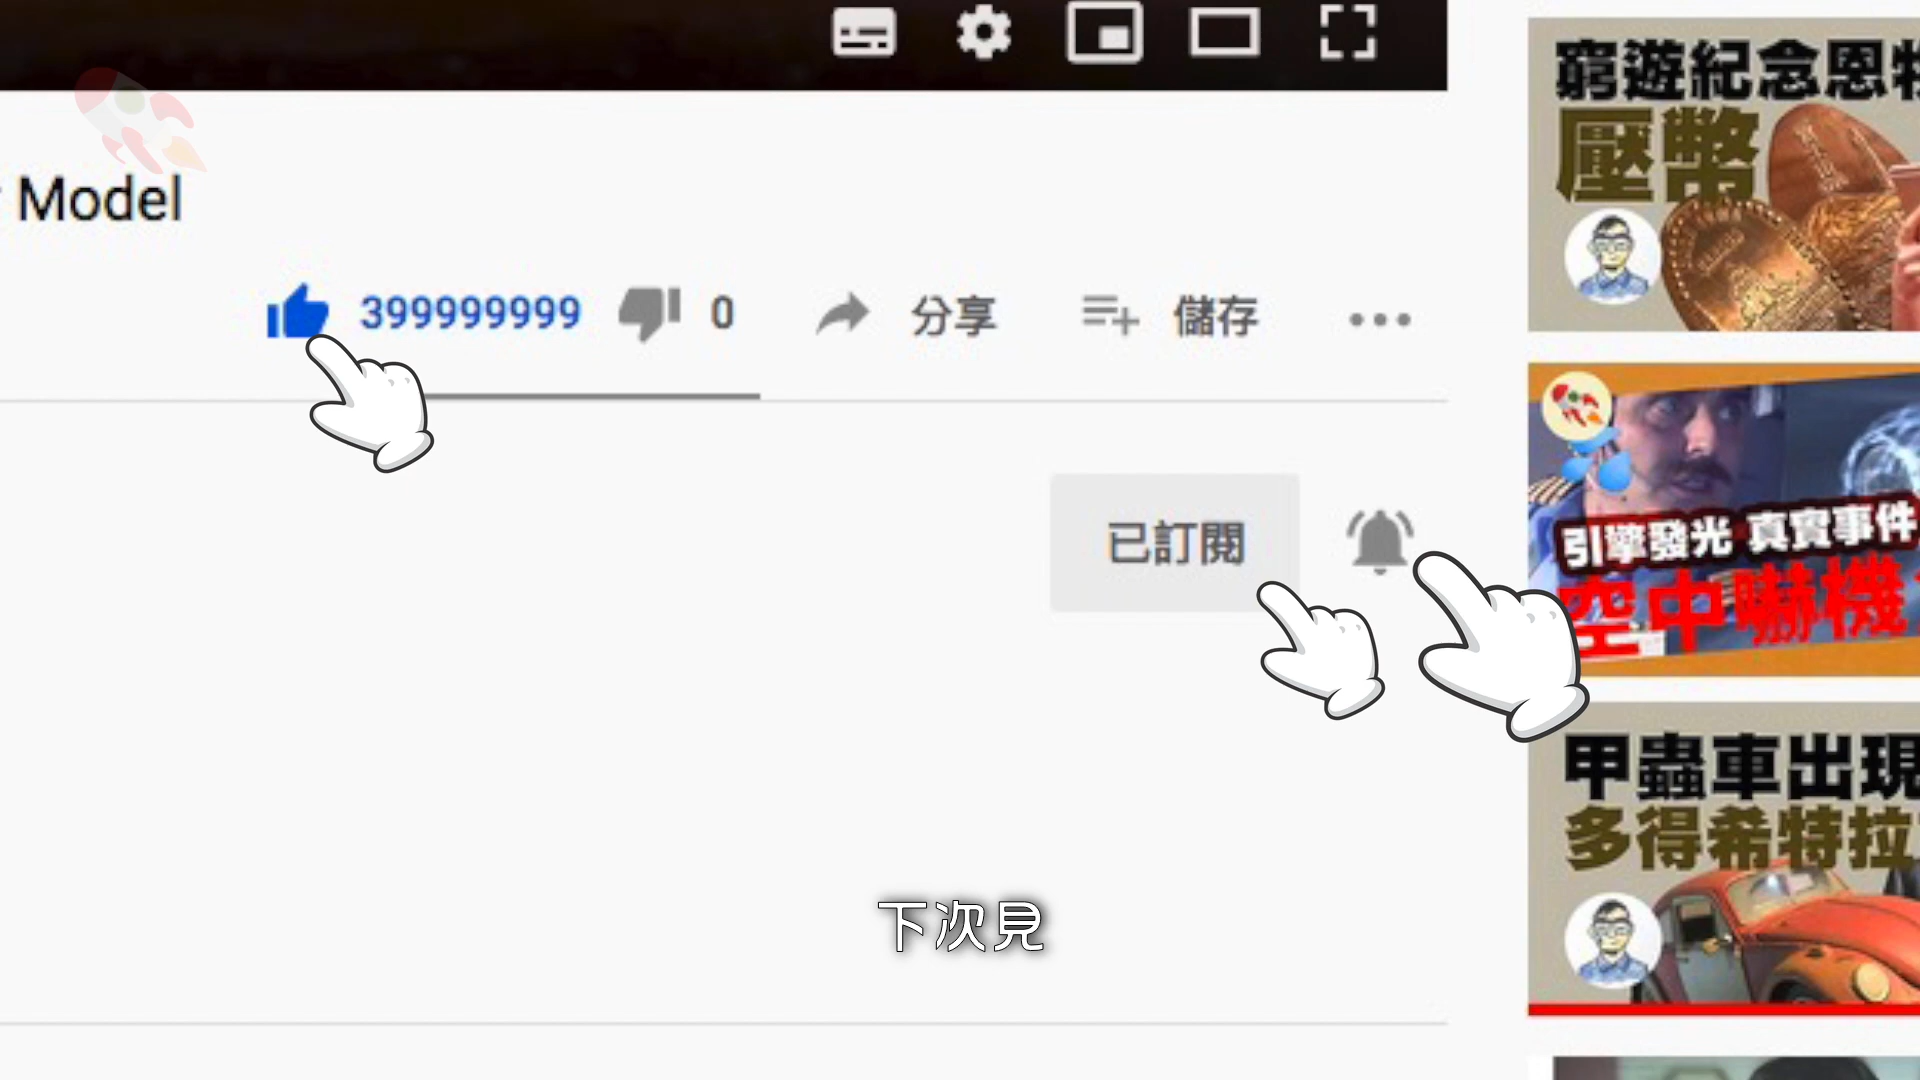 Model
399999999
0
分享
儲存
已訂閱
下次見
窮遊紀念恩
壓幣
引擎發光 真實事件
空中嚇機
甲蟲車出現
多得希特拉